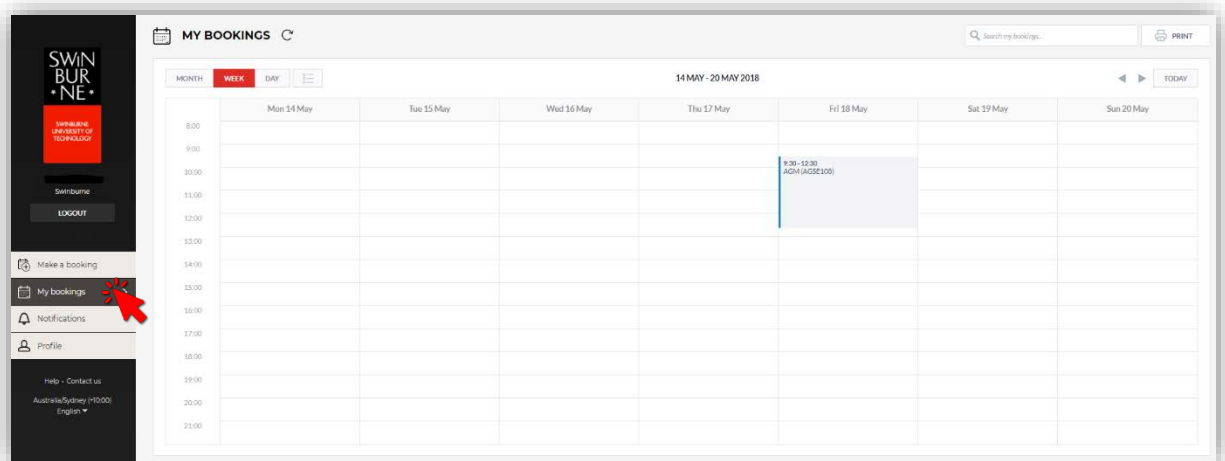 SWIN
BUR
*NE*
SWINBURNE
UNIVERSITY OF
TECHNOLOGY
Swinburne
LOGOUT
Make a booking
My bookings
Notifications
Profile
Help - Contact us
Australia/Sydney (+10:00)
English
MY BOOKINGS
Search my bookings...
PRINT
MONTH WEEK DAY
14 MAY - 20 MAY 2018
TODAY
Mon 14 May Tue 15 May Wed 16 May Thu 17 May Fri 18 May Sat 19 May Sun 20 May
8:00
9:00
10:00
11:00
12:00
13:00
14:00
15:00
16:00
17:00
18:00
19:00
20:00
21:00
9:30 - 12:30
AGM (AGSE108)